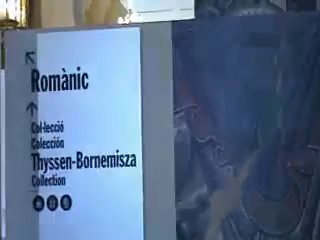 Romànic
Col·lecció
Colección
Thyssen-Bornemisza
Collection